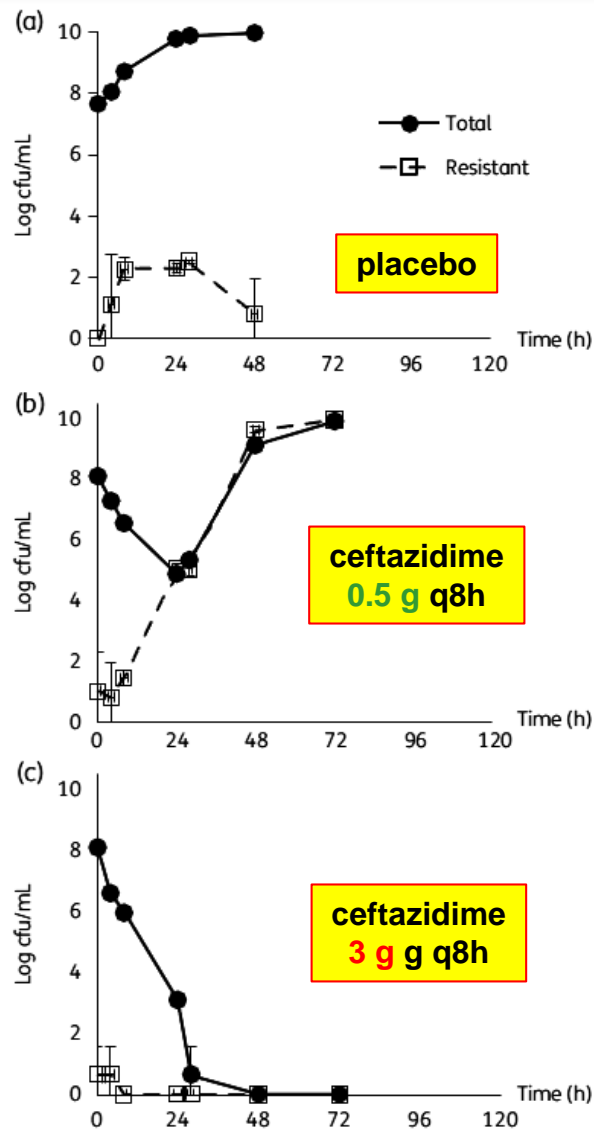 (a)
10
8
6
4
2
0
Log cfu/mL
Total
Resistant
placebo
0 24 48 72 96 120
Time (h)
(b)
10
8
6
4
2
0
Log cfu/mL
ceftazidime
0.5 g q8h
0 24 48 72 96 120
Time (h)
(c)
10
8
6
4
2
0
Log cfu/mL
ceftazidime
3 g g q8h
0 24 48 72 96 120
Time (h)